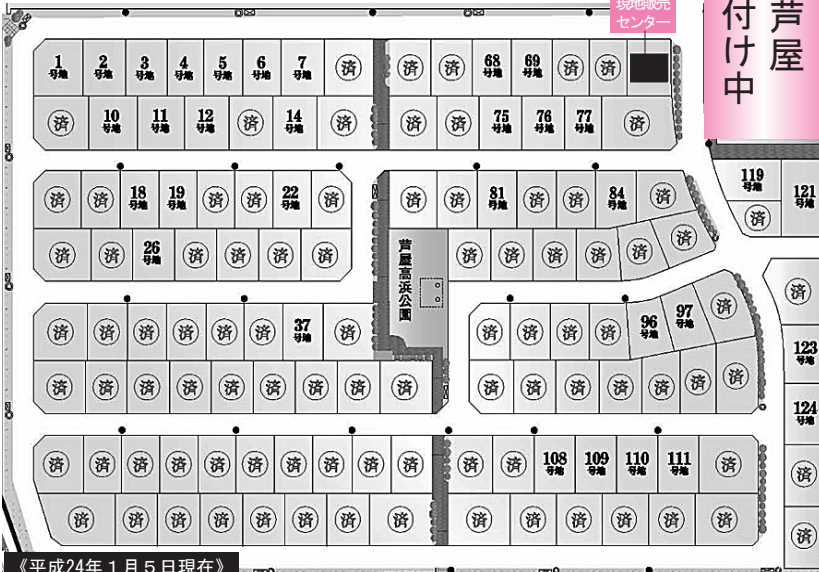 芦屋
付け中
現地販売
センター
1号地 2号地 3号地 4号地 5号地 6号地 7号地 済 済 済 68号地 69号地 済 済
済 10号地 11号地 12号地 済 14号地 済 済 済 75号地 76号地 77号地 済
済 済 18号地 19号地 済 済 22号地 済 済 済 81号地 済 済 84号地 済
済 済 26号地 済 済 済 済 済 済 済 済 済 済
芦屋高浜公園
済 済 済 済 済 済 37号地 済 済 済 済 済 96号地 97号地 済
済 済 済 済 済 済 済 済 済 済 済 済 済 済 済 済
済 済 済 済 済 済 済 済 済 済 済 108号地 109号地 110号地 111号地 済
済 済 済 済 済 済 済 済 済 済 済 済 済 済
119号地 121号地
済
済
123号地
124号地
済
済
《平成24年1月5日現在》